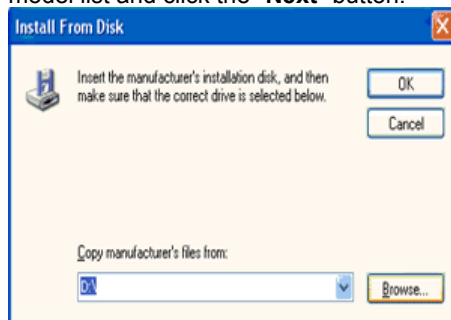 model list and click the "Next" button.
Install From Disk
Insert the manufacturer's installation disk, and then
make sure that the correct drive is selected below.
OK
Cancel
Copy manufacturer's files from:
D:\
Browse...